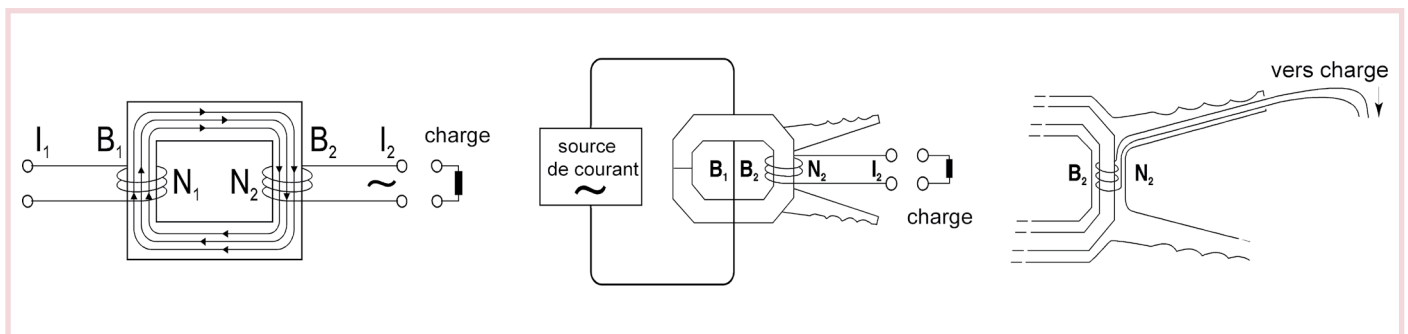 I₁ B₁ N₁ N₂ B₂ I₂ ~ charge
source
de courant
~
B₁ B₂ N₂ I₂
charge
vers charge
B₂ N₂